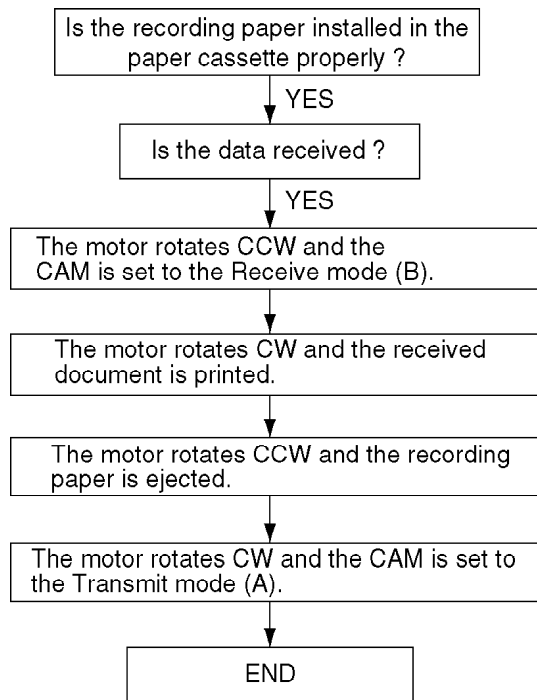 Is the recording paper installed in the
paper cassette properly ?
YES
Is the data received ?
YES
The motor rotates CCW and the
CAM is set to the Receive mode (B).
The motor rotates CW and the received
document is printed.
The motor rotates CCW and the recording
paper is ejected.
The motor rotates CW and the CAM is set to
the Transmit mode (A).
END